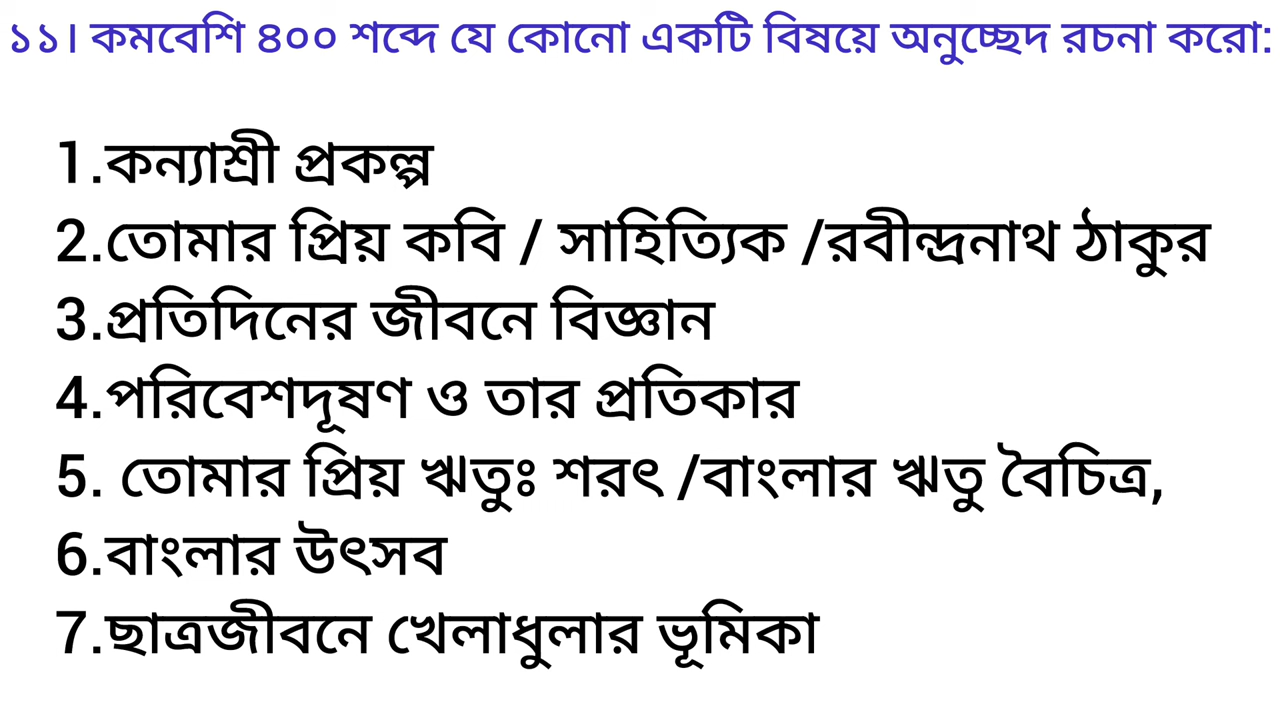 ১১। কমবেশি ৪০০ শব্দে যে কোনো একটি বিষয়ে অনুচ্ছেদ রচনা করো:
1.কন্যাশ্রী প্রকল্প
2.তোমার প্রিয় কবি / সাহিত্যিক /রবীন্দ্রনাথ ঠাকুর
3.প্রতিদিনের জীবনে বিজ্ঞান
4.পরিবেশদূষণ ও তার প্রতিকার
5. তোমার প্রিয় ঋতুঃ শরৎ /বাংলার ঋতু বৈচিত্র,
6.বাংলার উৎসব
7.ছাত্রজীবনে খেলাধুলার ভূমিকা